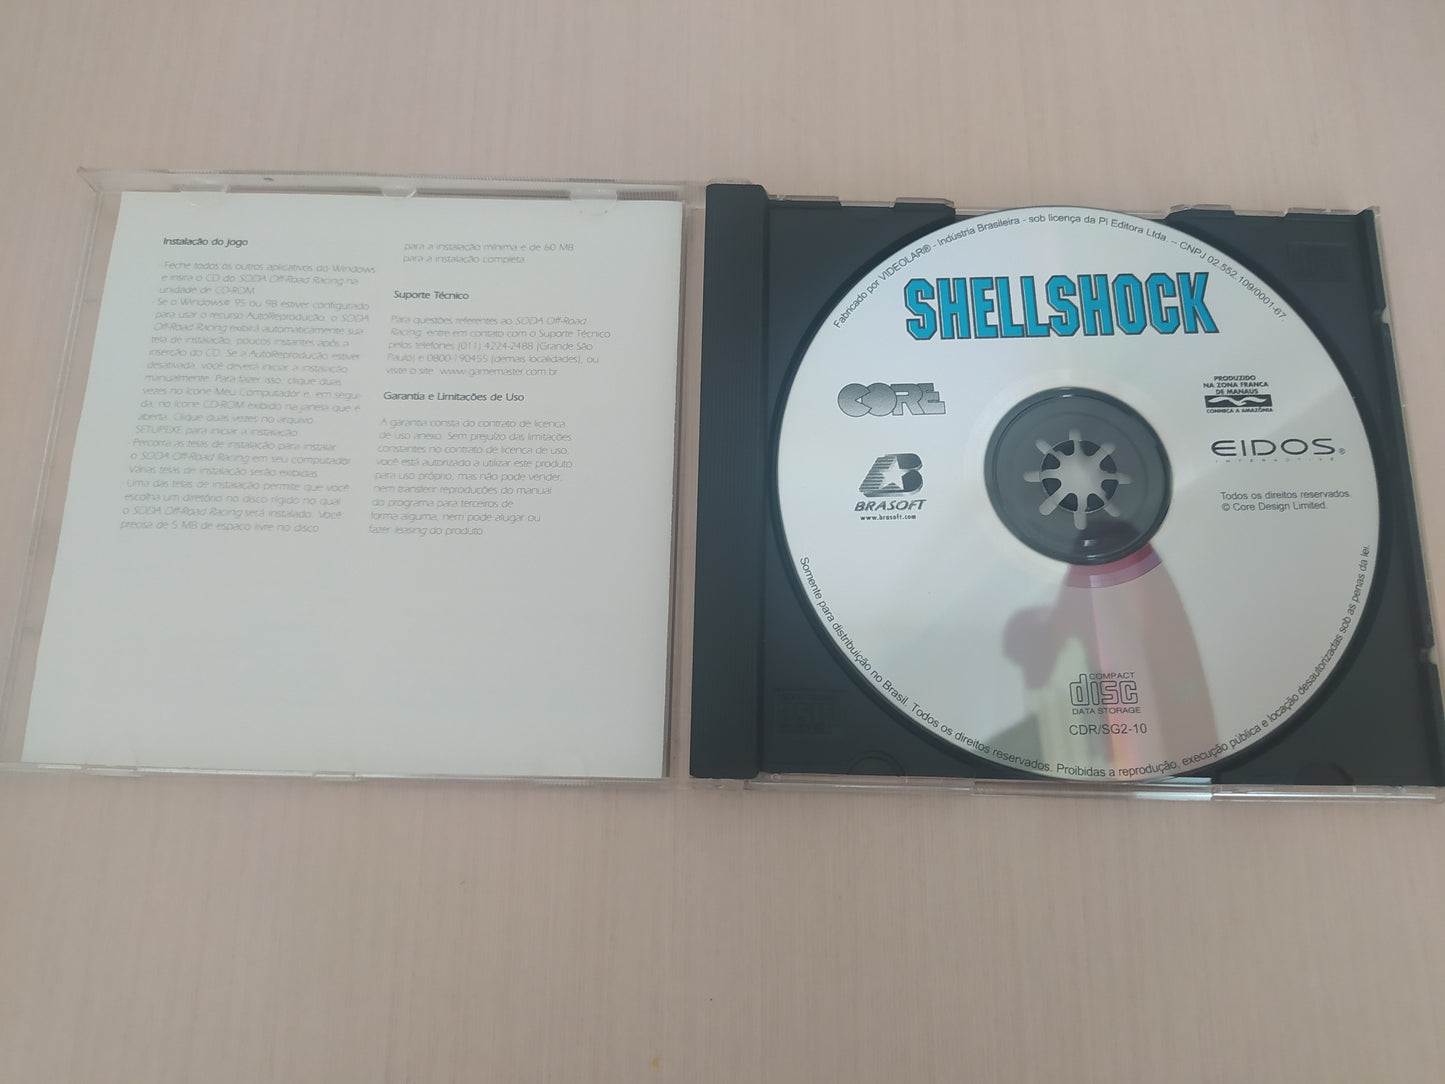 Instalação do jogo
-Feche todos os outros aplicativos do Windows
e insira o CD do SODA Off-Road Racing na
unidade de CD-ROM
-Se o Windows® 95 ou 98 estiver configurado
para usar o recurso AutoReprodução, o SODA
Off-Road Racing exibirá automaticamente sua
tela de instalação, poucos instantes após a
inserção do CD. Se a AutoReprodução estiver
desativada, você deverá iniciar a instalação
manualmente. Para fazer isso, clique duas
vezes no ícone Meu Computador e, em segui-
da, no ícone CD-ROM exibido na janela que é
aberta. Clique duas vezes no arquivo
SETUP.EXE para iniciar a instalação
- Percorra as telas de instalação para instalar
o SODA Off-Road Racing em seu computador
Várias telas de instalação serão exibidas
-Uma das telas de instalação permite que você
escolha um diretório no disco rígido no qual
o SODA Off-Road Racing será instalado. Você
precisa de 5 MB de espaço livre no disco
para a instalação mínima e de 60 MB
para a instalação completa
Suporte Técnico
Para questões referentes ao SODA Off-Road
Racing, entre em contato com o Suporte Técnico
pelos telefones (011) 4224-2488 (Grande São
Paulo) e 0800-190455 (demais localidades), ou
visite o site www.gamemaster.com.br
Garantia e Limitações de Uso
A garantia consta do contrato de licença
de uso anexo. Sem prejuízo das limitações
constantes no contrato de licença de uso,
você está autorizado a utilizar este produto
para uso próprio, mas não pode vender,
nem transferir reproduções do manual
do programa para terceiros de
forma alguma, nem pode alugar ou
fazer leasing do produto
Fabricado por VIDEOLAR® - Indústria Brasileira - sob licença da Pi Editora Ltda. – CNPJ 02.552.109/0001-67
SHELLSHOCK
CORE
PRODUZIDO
NA ZONA FRANCA
DE MANAUS
CONHEÇA A AMAZÔNIA
BRASOFT
www.brasoft.com
EIDOS®
INTERACTIVE
Todos os direitos reservados.
© Core Design Limited.
COMPACT
disc
DATA STORAGE
CDR/SG2-10
Somente para distribuição no Brasil. Todos os direitos reservados. Proibidas a reprodução, execução pública e locação desautorizadas sob as penas da lei.